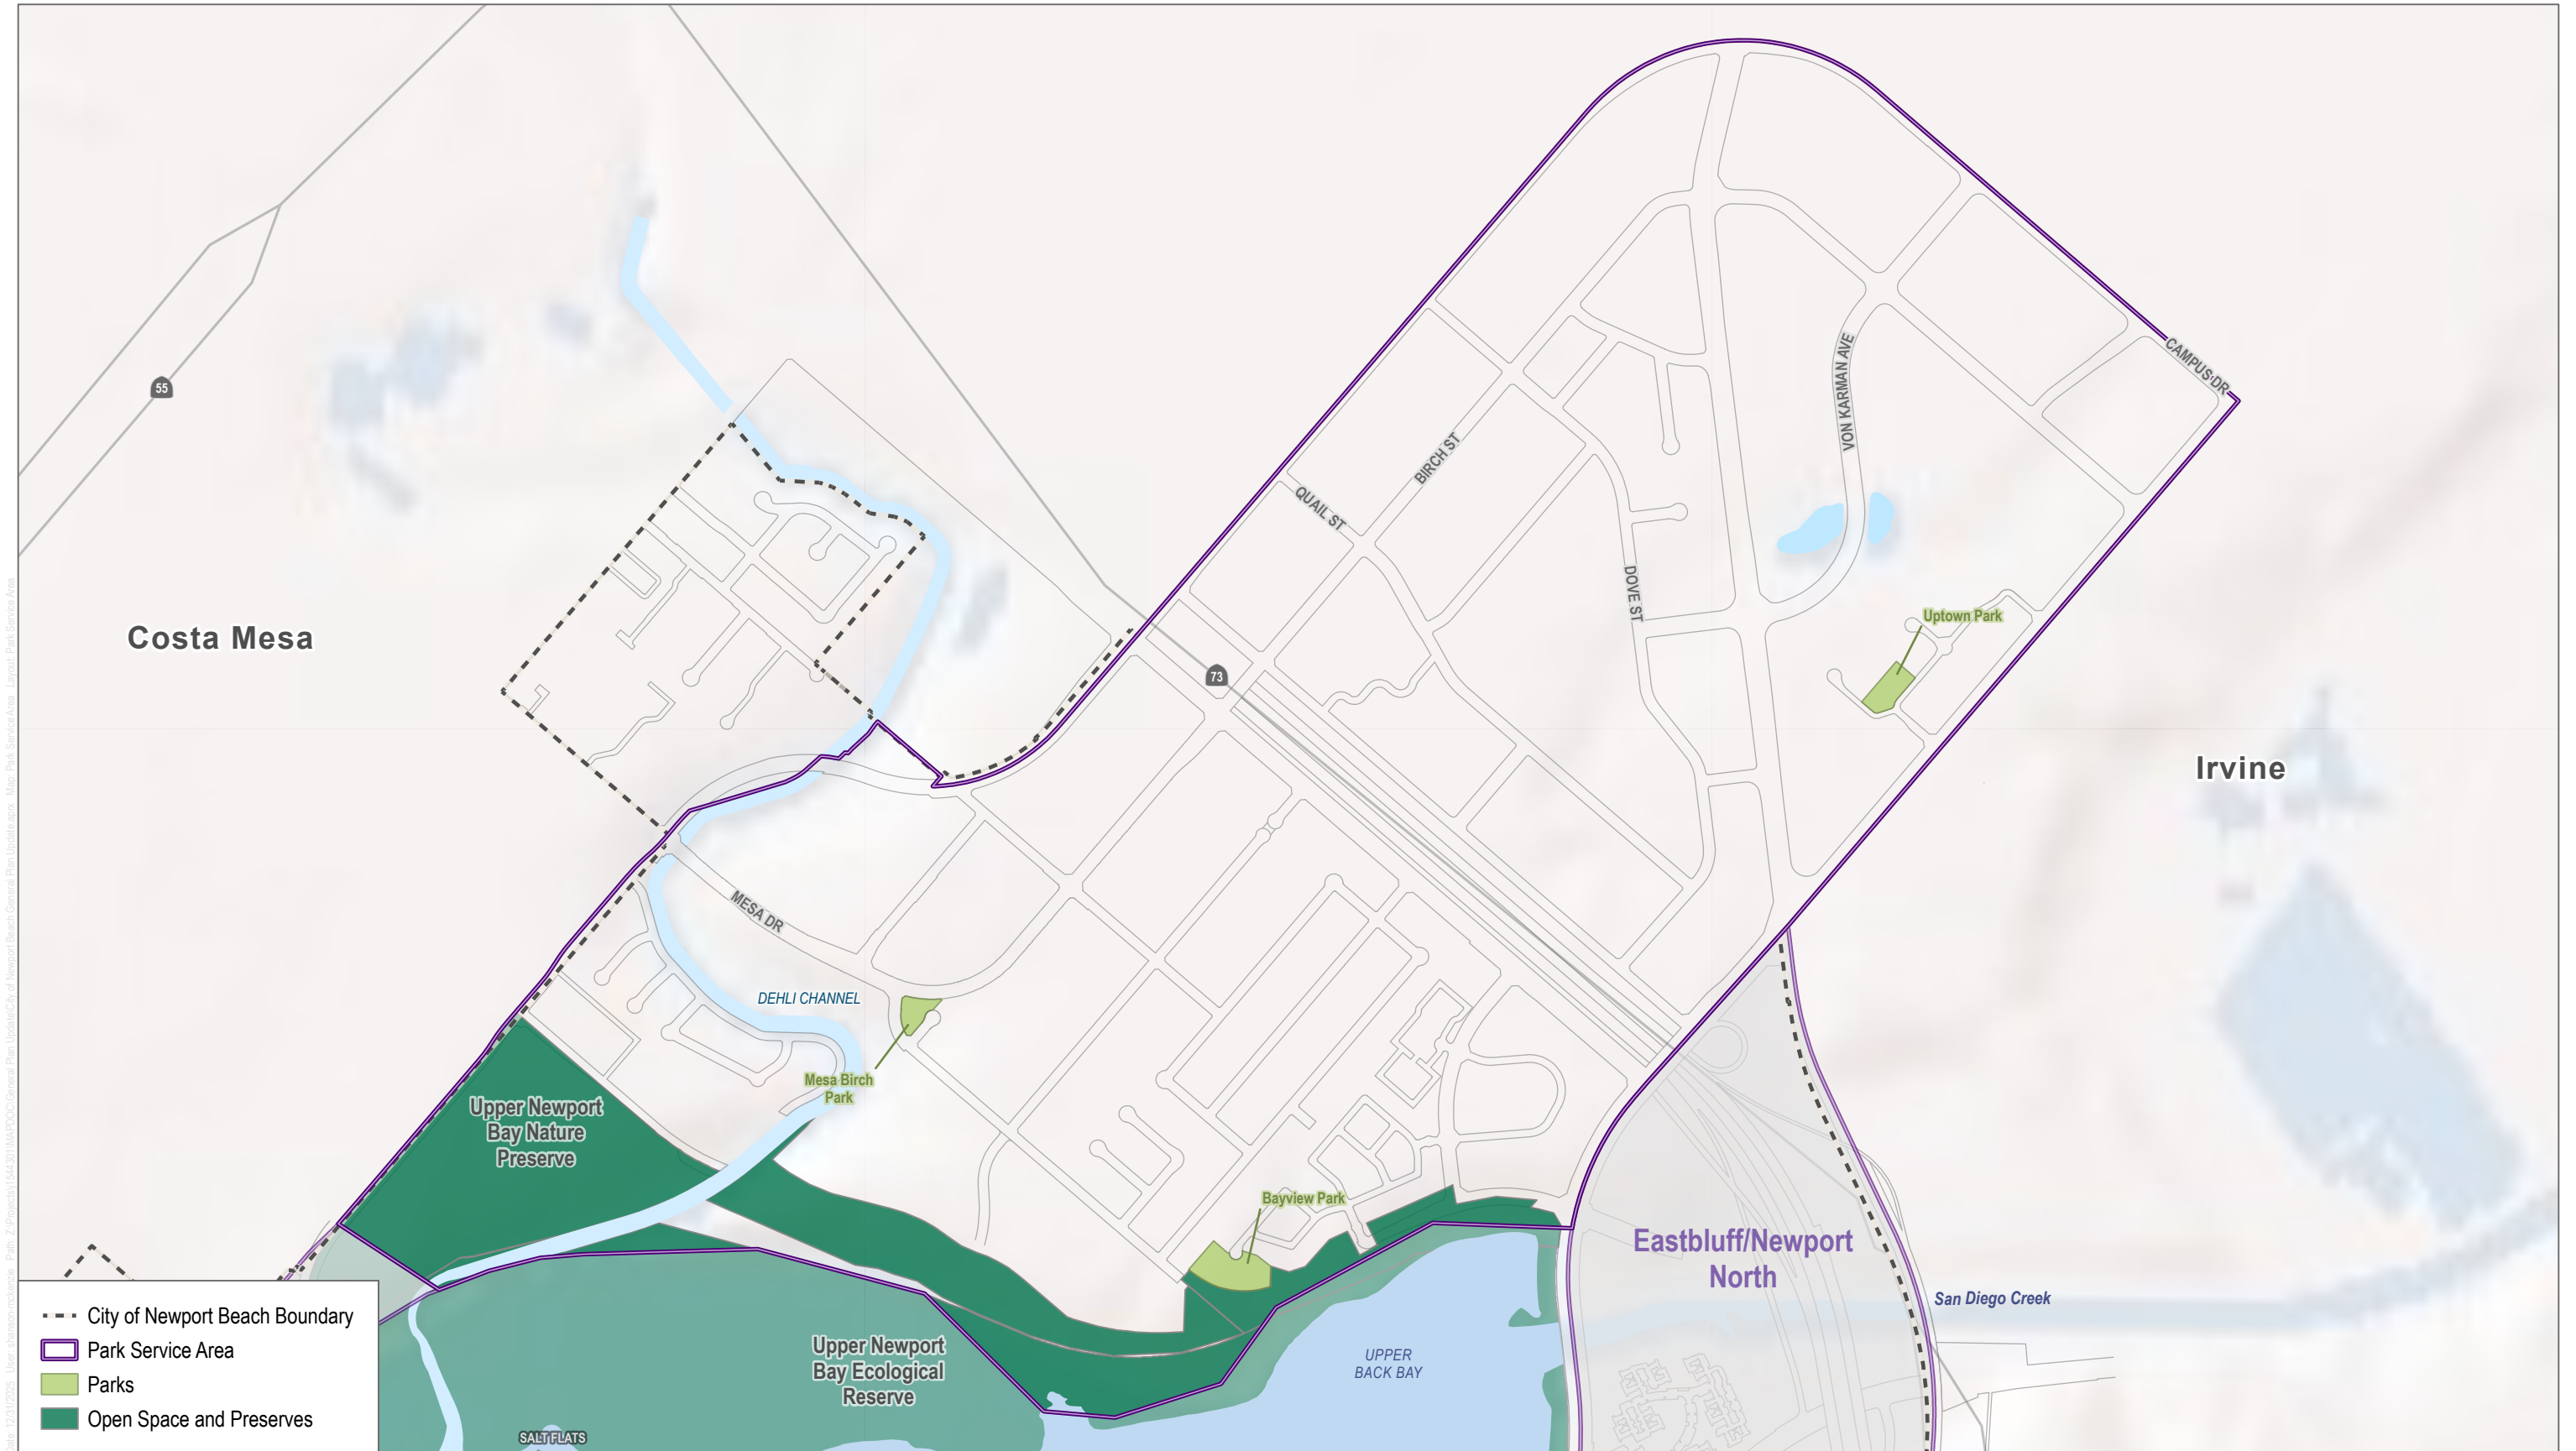 CAMPUS DR
VON KARMAN AVE
55
BIRCH ST
QUAIL ST
DOVE ST
Uptown Park
Costa Mesa
73
Irvine
MESA DR
DEHLI CHANNEL
Mesa Birch
Park
Upper Newport
Bay Nature
Preserve
Bayview Park
Eastbluff/Newport
North
San Diego Creek
Upper Newport
Bay Ecological
Reserve
UPPER
BACK BAY
SALT FLATS
City of Newport Beach Boundary
Park Service Area
Parks
Open Space and Preserves